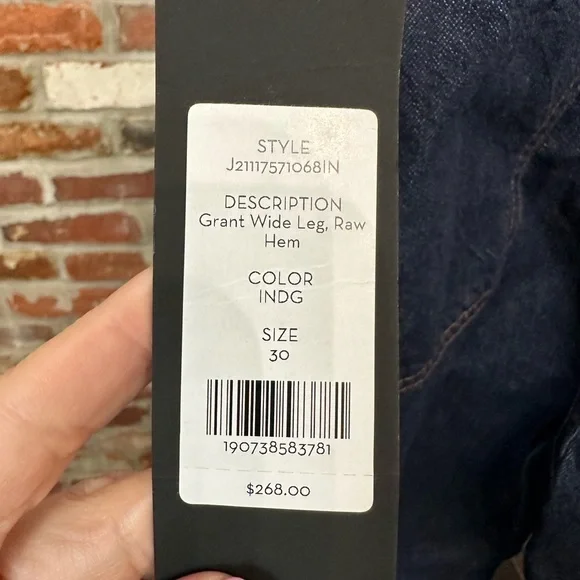 STYLE
J21117571068IN
DESCRIPTION
Grant Wide Leg, Raw
Hem
COLOR
INDG
SIZE
30
190738583781
$268.00